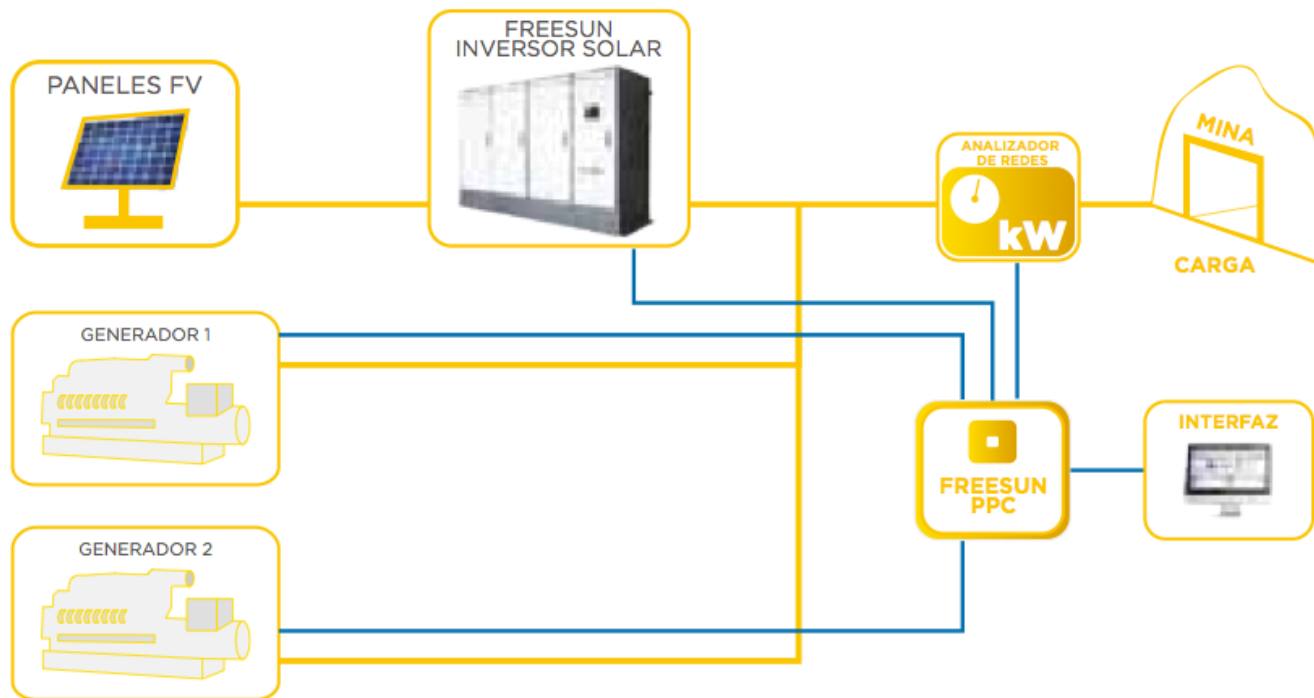 FREESUN
INVERSOR SOLAR
PANELES FV
ANALIZADOR
DE REDES
kW
MINA
CARGA
GENERADOR 1
FREESUN
PPC
INTERFAZ
GENERADOR 2